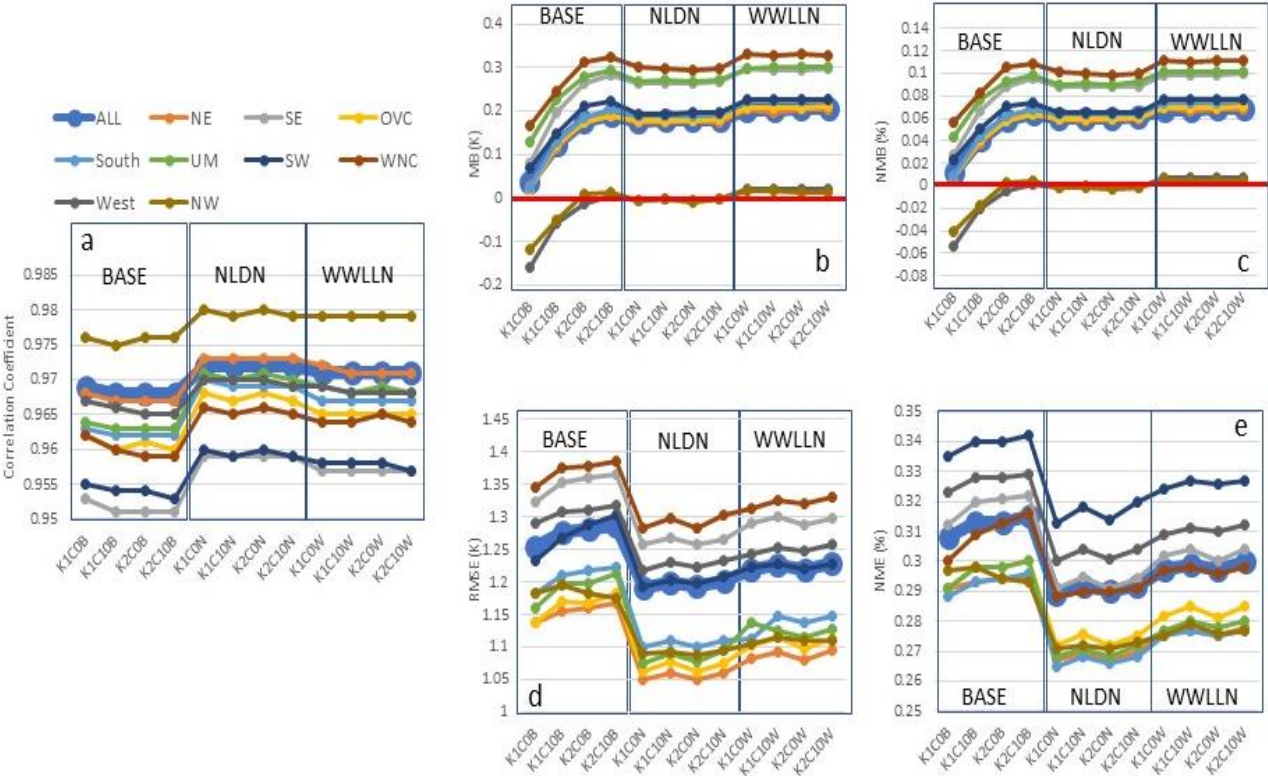 ALL NE SE OVC
South UM SW WNC
West NW
a
BASE NLDN WWLLN
Correlation Coefficient
0.985
0.98
0.975
0.97
0.965
0.96
0.955
0.95
K1C0B K1C10B K2C0B K2C10B K1C0N K1C10N K2C0N K2C10N K1C0W K1C10W K2C0W K2C10W
BASE NLDN WWLLN
MB (K)
0.4
0.3
0.2
0.1
0
-0.1
-0.2
b
K1C0B K1C10B K2C0B K2C10B K1C0N K1C10N K2C0N K2C10N K1C0W K1C10W K2C0W K2C10W
BASE NLDN WWLLN
NMB (%)
0.14
0.12
0.1
0.08
0.06
0.04
0.02
0
-0.02
-0.04
-0.06
-0.08
c
K1C0B K1C10B K2C0B K2C10B K1C0N K1C10N K2C0N K2C10N K1C0W K1C10W K2C0W K2C10W
BASE NLDN WWLLN
RMSE (K)
1.45
1.4
1.35
1.3
1.25
1.2
1.15
1.1
1.05
1
d
K1C0B K1C10B K2C0B K2C10B K1C0N K1C10N K2C0N K2C10N K1C0W K1C10W K2C0W K2C10W
e
NME (%)
0.35
0.34
0.33
0.32
0.31
0.3
0.29
0.28
0.27
0.26
0.25
BASE NLDN WWLLN
K1C0B K1C10B K2C0B K2C10B K1C0N K1C10N K2C0N K2C10N K1C0W K1C10W K2C0W K2C10W